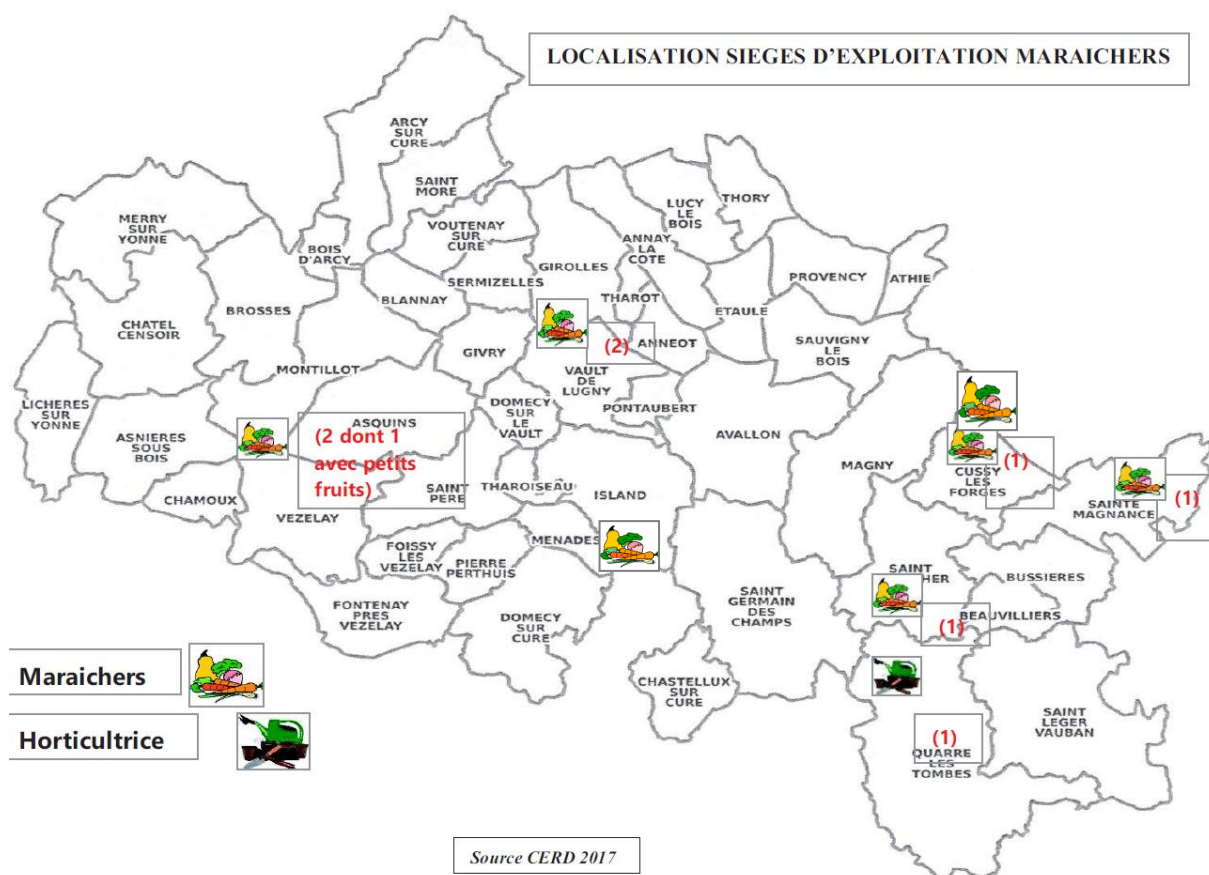 LOCALISATION SIEGES D'EXPLOITATION MARAICHERS
ARCY
SUR
CURE
SAINT
MORE
MERRY
SUR
YONNE
BOIS
D'ARCY
VOUTENAY
SUR
CURE
LUCY
LE
BOIS
THORY
ANNAY
LA
COTE
GIROLLES
SERMIZELLES
PROVENCY
ATHIE
BROSSES
BLANNAY
THAROT
ETAULE
CHATEL
CENSOIR
(2)
ANNEOT
SAUVIGNY
LE
BOIS
GIVRY
MONTILLOT
VAULT
DE
LUGNY
LICHERES
SUR
YONNE
DOMECY
SUR
LE
VAULT
PONTAUBERT
ASQUINS
(2 dont 1
avec petits
fruits)
AVALLON
ASNIERES
SOUS
BOIS
MAGNY
(1)
CUSSY
LES
FORGES
CHAMOUX
SAINT
PERE
THAROISEAU
ISLAND
(1)
SAINTE
MAGNANCE
VEZELAY
MENADES
FOISSY
LES
VEZELAY
PIERRE
PERTHUIS
SAINT
BUSSIERES
SAINT
GERMAIN
DES
CHAMPS
FONTENAY
PRES
VEZELAY
DOMECY
SUR
CURE
BEAUVILLIERS
(1)
Maraichers
CHASTELLUX
SUR
CURE
SAINT
LEGER
VAUBAN
Horticultrice
(1)
QUARRE
LES
TOMBES
Source CERD 2017